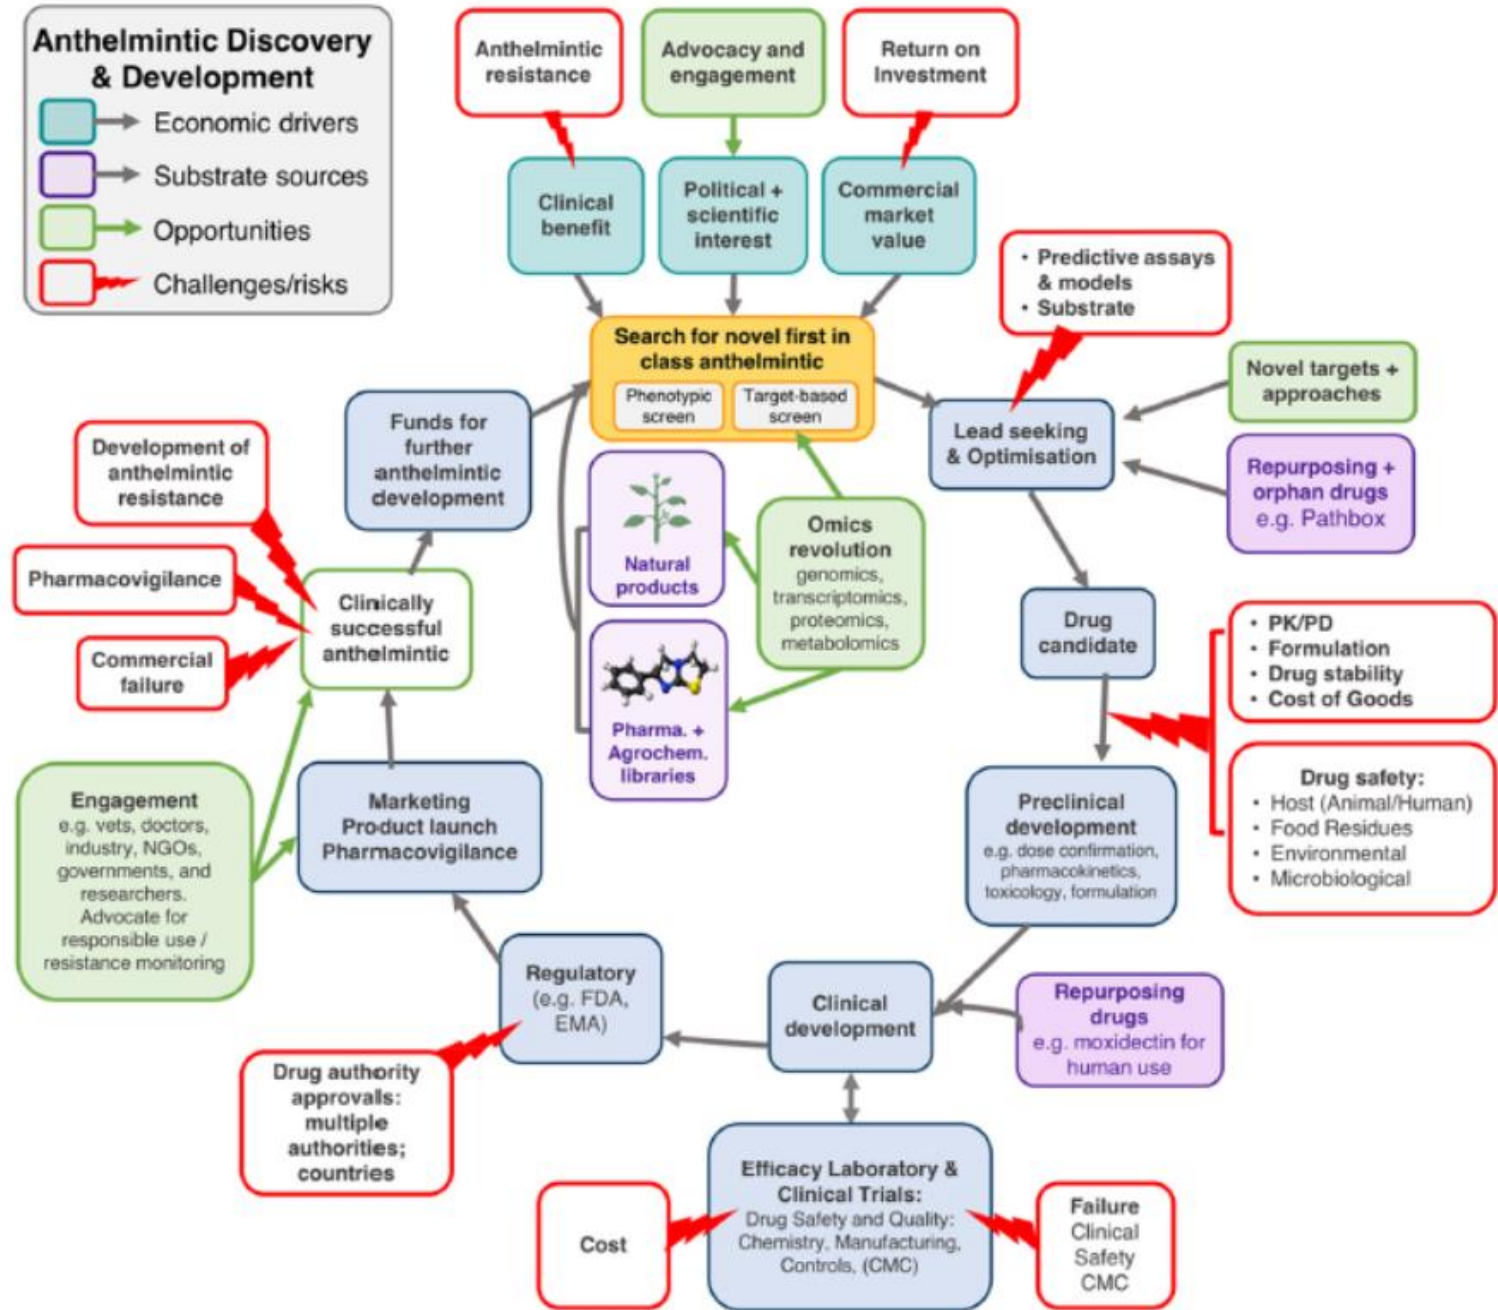 Anthelmintic Discovery
& Development
Economic drivers
Substrate sources
Opportunities
Challenges/risks
Anthelmintic
resistance
Advocacy and
engagement
Return on
Investment
Clinical
benefit
Political +
scientific
interest
Commercial
market
value
• Predictive assays
& models
• Substrate
Search for novel first in
class anthelmintic
Phenotypic
screen
Target-based
screen
Novel targets +
approaches
Lead seeking
& Optimisation
Repurposing +
orphan drugs
e.g. Pathbox
Funds for
further
anthelmintic
development
Development of
anthelmintic
resistance
Pharmacovigilance
Commercial
failure
Clinically
successful
anthelmintic
Natural
products
Omics
revolution
genomics,
transcriptomics,
proteomics,
metabolomics
Pharma. +
Agrochem.
libraries
Drug
candidate
• PK/PD
• Formulation
• Drug stability
• Cost of Goods
Drug safety:
• Host (Animal/Human)
• Food Residues
• Environmental
• Microbiological
Preclinical
development
e.g. dose confirmation,
pharmacokinetics,
toxicology, formulation
Engagement
e.g. vets, doctors,
industry, NGOs,
governments, and
researchers.
Advocate for
responsible use /
resistance monitoring
Marketing
Product launch
Pharmacovigilance
Regulatory
(e.g. FDA,
EMA)
Clinical
development
Repurposing
drugs
e.g. moxidectin for
human use
Drug authority
approvals:
multiple
authorities;
countries
Cost
Efficacy Laboratory &
Clinical Trials:
Drug Safety and Quality:
Chemistry, Manufacturing,
Controls, (CMC)
Failure
Clinical
Safety
CMC